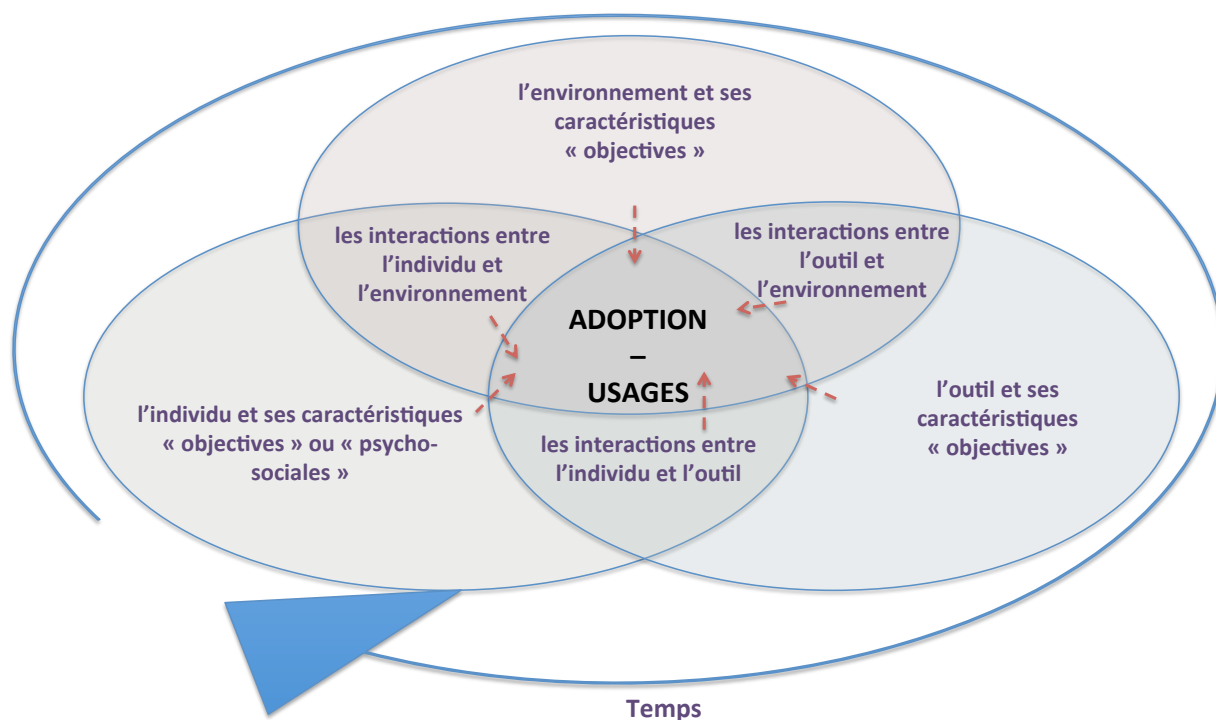 l’environnement et ses
caractéristiques
« objectives »
les interactions entre
l’individu et
l’environnement
les interactions entre
l’outil et
l’environnement
ADOPTION
–
USAGES
l’individu et ses caractéristiques
« objectives » ou « psycho-
sociales »
les interactions entre
l’individu et l’outil
l’outil et ses
caractéristiques
« objectives »
Temps